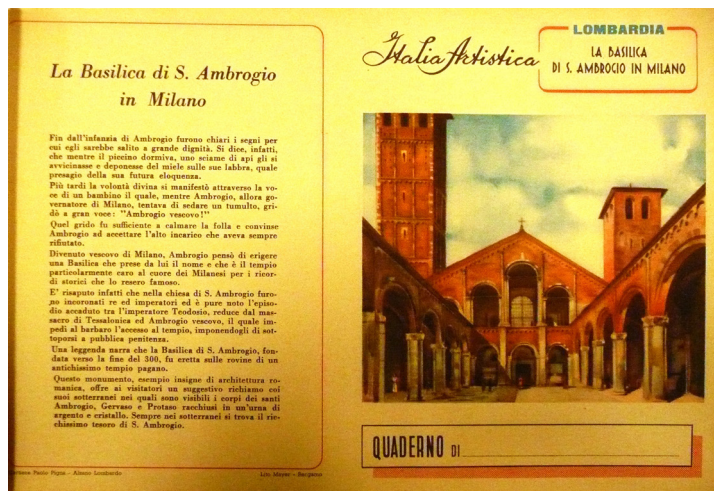 La Basilica di S. Ambrogio
in Milano
Fin dall'infanzia di Ambrogio furono chiari i segni per
cui egli sarebbe salito a grande dignità. Si dice, infatti,
che mentre il piccino dormiva, uno sciame di api gli si
avvicinasse e deponesse del miele sulle sue labbra, quale
presagio della sua futura eloquenza.
Più tardi la volontà divina si manifestò attraverso la vo-
ce di un bambino il quale, mentre Ambrogio, allora go-
vernatore di Milano, tentava di sedare un tumulto, gri-
dò a gran voce: "Ambrogio vescovo!"
Quel grido fu sufficiente a calmare la folla e convinse
Ambrogio ad accettare l'alto incarico che aveva sempre
rifiutato.
Divenuto vescovo di Milano, Ambrogio pensò di erigere
una Basilica che prese da lui il nome e che è il tempio
particolarmente caro al cuore dei Milanesi per i ricor-
di storici che lo resero famoso.
E' risaputo infatti che nella chiesa di S. Ambrogio furo-
no incoronati re ed imperatori ed è pure noto l'episo-
dio accaduto tra l'imperatore Teodosio, reduce dal mas-
sacro di Tessalonica ed Ambrogio vescovo, il quale im-
pedì al barbaro l'accesso al tempio, imponendogli di sot-
toporsi a pubblica penitenza.
Una leggenda narra che la Basilica di S. Ambrogio, fon-
data verso la fine del 300, fu eretta sulle rovine di un
antichissimo tempio pagano.
Questo monumento, esempio insigne di architettura ro-
manica, offre ai visitatori un suggestivo richiamo coi
suoi sotterranei nei quali sono visibili i corpi dei santi
Ambrogio, Gervaso e Protaso racchiusi in un'urna di
argento e cristallo. Sempre nei sotterranei si trova il ric-
chissimo tesoro di S. Ambrogio.
Paolo Pigna - Alzano Lombardo
Lito Moyer - Bergamo
Italia Artistica
LOMBARDIA
LA BASILICA
DI S. AMBROGIO IN MILANO
QUADERNO DI